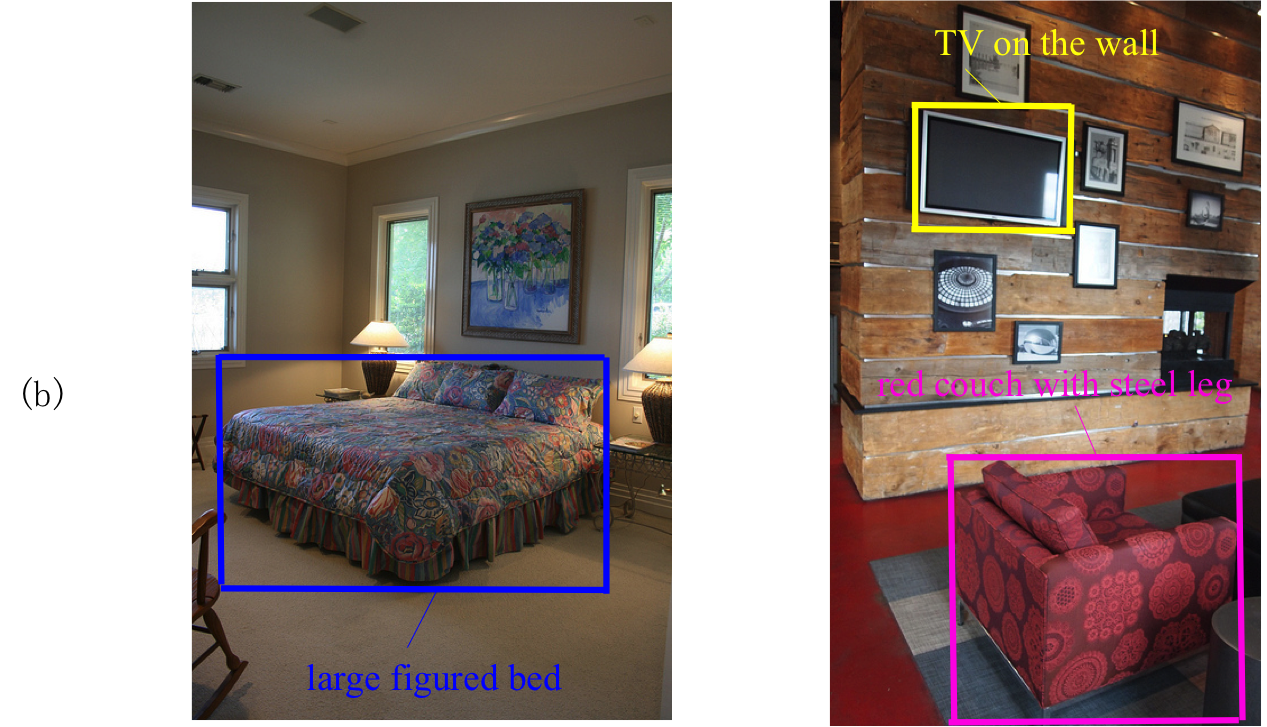 TV on the wall
(b)
red couch with steel leg
large figured bed